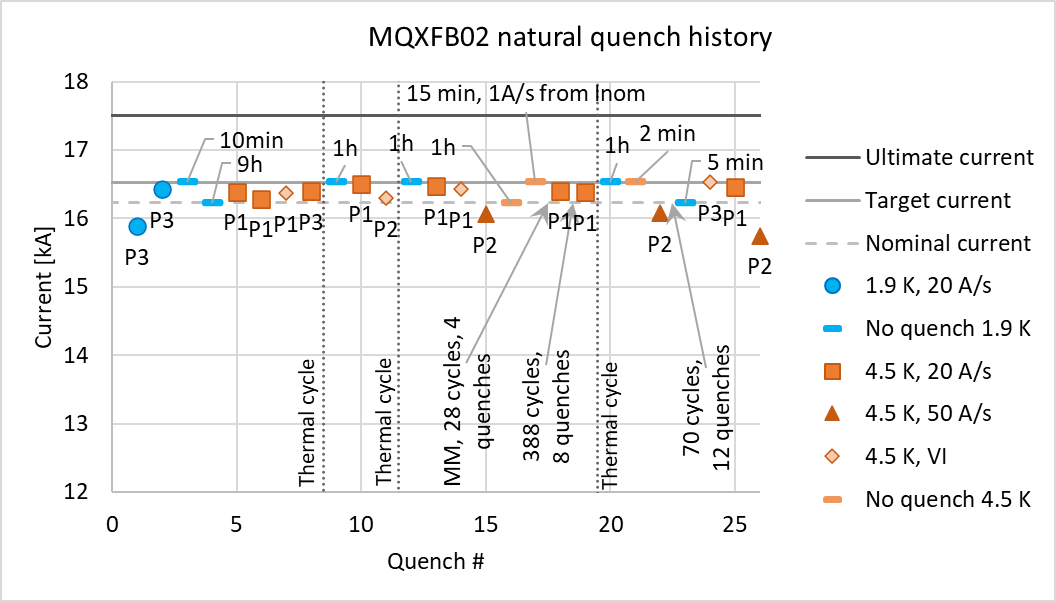 MQXFB02 natural quench history
18
17
16
15
14
13
12
Current [kA]
0
5
10
15
20
25
Quench #
15 min, 1A/s from Inom
10min
9h
1h
1h
1h
1h
2 min
5 min
P3
P3
P1
P1
P1
P3
P1
P2
P1
P1
P2
P1
P1
P2
P3
P1
P2
Thermal cycle
Thermal cycle
MM, 28 cycles, 4
quenches
388 cycles,
8 quenches
Thermal cycle
70 cycles,
12 quenches
Ultimate current
Target current
Nominal current
1.9 K, 20 A/s
No quench 1.9 K
4.5 K, 20 A/s
4.5 K, 50 A/s
4.5 K, VI
No quench 4.5 K